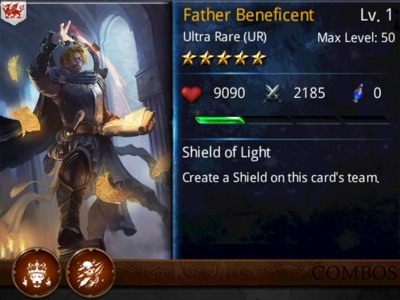 Father Beneficent Lv. 1
Ultra Rare (UR) Max Level: 50
9090 2185 0
Shield of Light
Create a Shield on this card's team.
COMBOS